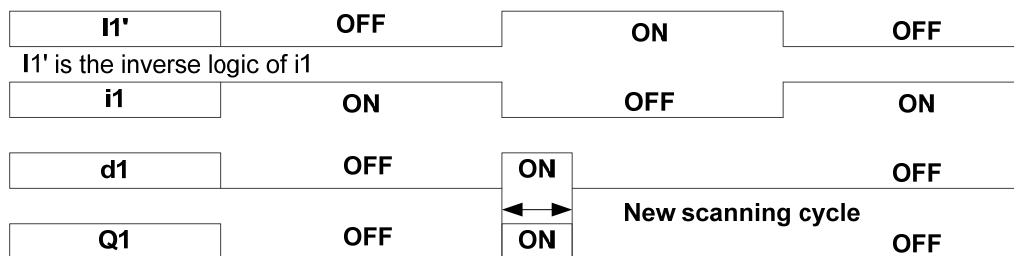 I1' OFF ON OFF
I1' is the inverse logic of i1
i1 ON OFF ON
d1 OFF ON OFF
New scanning cycle
Q1 OFF ON OFF